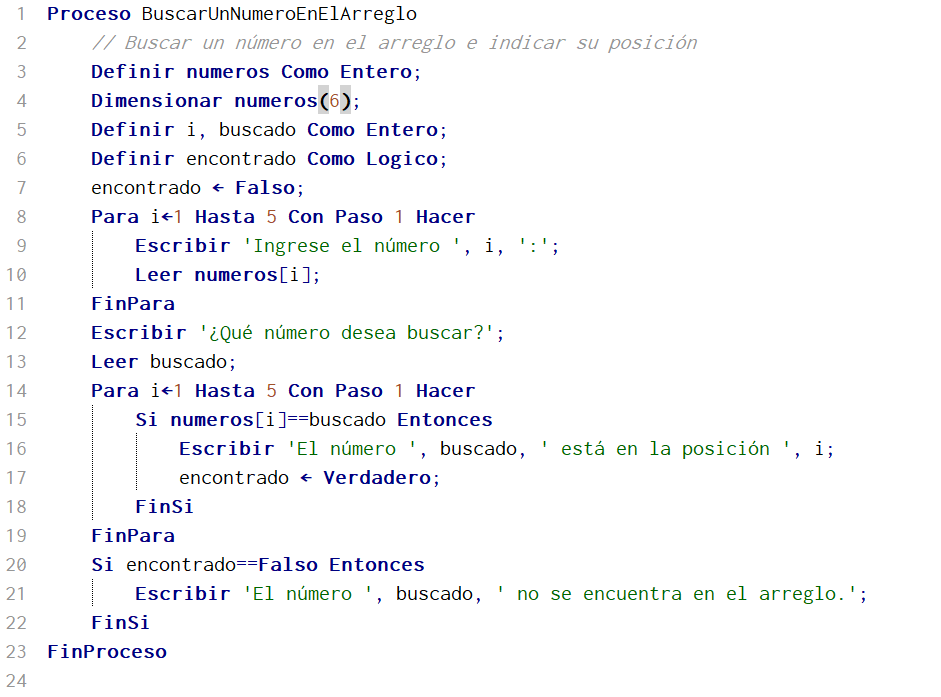 1 Proceso BuscarUnNumeroEnElArreglo
2 // Buscar un número en el arreglo e indicar su posición
3 Definir numeros Como Entero;
4 Dimensionar numeros(6);
5 Definir i, buscado Como Entero;
6 Definir encontrado Como Logico;
7 encontrado ← Falso;
8 Para i←1 Hasta 5 Con Paso 1 Hacer
9 Escribir 'Ingrese el número ', i, ':';
10 Leer numeros[i];
11 FinPara
12 Escribir '¿Qué número desea buscar?';
13 Leer buscado;
14 Para i←1 Hasta 5 Con Paso 1 Hacer
15 Si numeros[i]==buscado Entonces
16 Escribir 'El número ', buscado, ' está en la posición ', i;
17 encontrado ← Verdadero;
18 FinSi
19 FinPara
20 Si encontrado==Falso Entonces
21 Escribir 'El número ', buscado, ' no se encuentra en el arreglo.';
22 FinSi
23 FinProceso
24